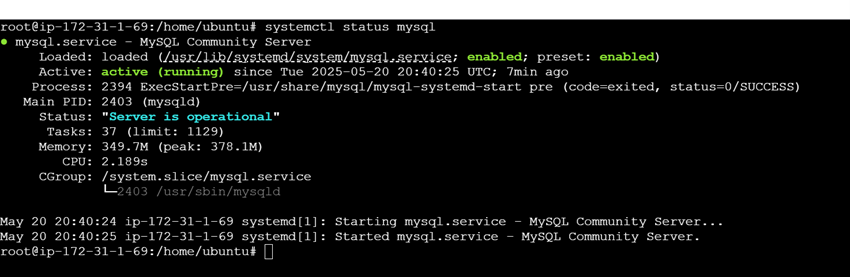 root@ip-172-31-1-69:/home/ubuntu# systemctl status mysql
● mysql.service - MySQL Community Server
Loaded: loaded (/usr/lib/systemd/system/mysql.service; enabled; preset: enabled)
Active: active (running) since Tue 2025-05-20 20:40:25 UTC; 7min ago
Process: 2394 ExecStartPre=/usr/share/mysql/mysql-systemd-start pre (code=exited, status=0/SUCCESS)
Main PID: 2403 (mysqld)
Status: "Server is operational"
Tasks: 37 (limit: 1129)
Memory: 349.7M (peak: 378.1M)
CPU: 2.189s
CGroup: /system.slice/mysql.service
└─2403 /usr/sbin/mysqld
May 20 20:40:24 ip-172-31-1-69 systemd[1]: Starting mysql.service - MySQL Community Server...
May 20 20:40:25 ip-172-31-1-69 systemd[1]: Started mysql.service - MySQL Community Server.
root@ip-172-31-1-69:/home/ubuntu#